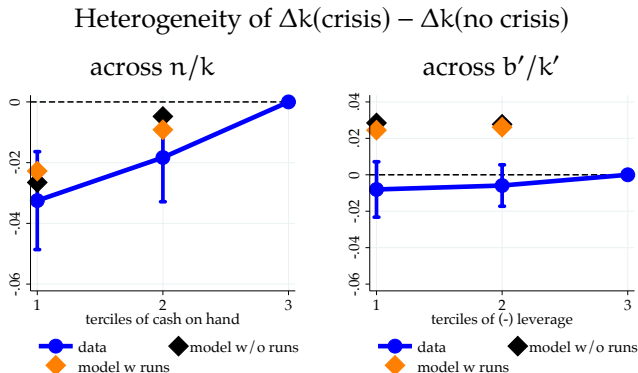 Heterogeneity of Δk(crisis) − Δk(no crisis)
across n/k
0
-.02
-.04
-.06
1 2 3
terciles of cash on hand
data
model w/o runs
model w runs
across b′/k′
.04
.02
0
-.02
-.04
-.06
1 2 3
terciles of (-) leverage
data
model w/o runs
model w runs